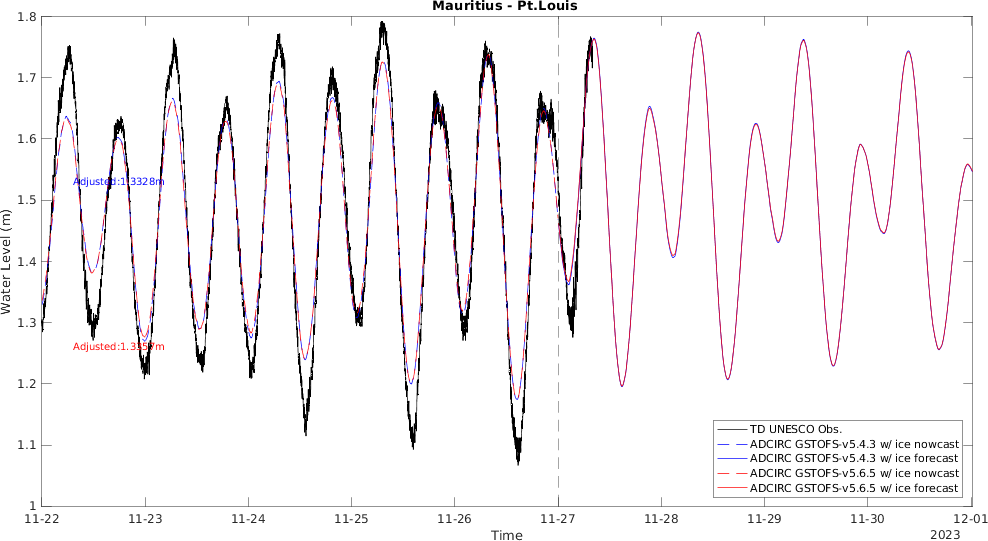 Mauritius - Pt.Louis
1.8
1.7
1.6
1.5
1.4
1.3
1.2
1.1
1
Water Level (m)
Adjusted:1.3328m
TD UNESCO Obs.
ADCIRC GSTOFS-v5.4.3 w/ ice nowcast
ADCIRC GSTOFS-v5.4.3 w/ ice forecast
ADCIRC GSTOFS-v5.6.5 w/ ice nowcast
ADCIRC GSTOFS-v5.6.5 w/ ice forecast
11-22 11-23 11-24 11-25 11-26 11-27 11-28 11-29 11-30 12-01
Time
2023